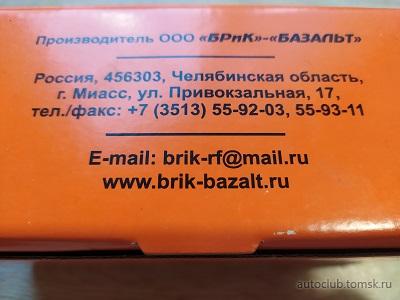 Производитель ООО «БРиК»-«БАЗАЛЬТ»
Россия, 456303, Челябинская область,
г. Миасс, ул. Привокзальная, 17,
тел./факс: +7 (3513) 55-92-03, 55-93-11
E-mail: brik-rf@mail.ru
www.brik-bazalt.ru
autoclub.tomsk.ru